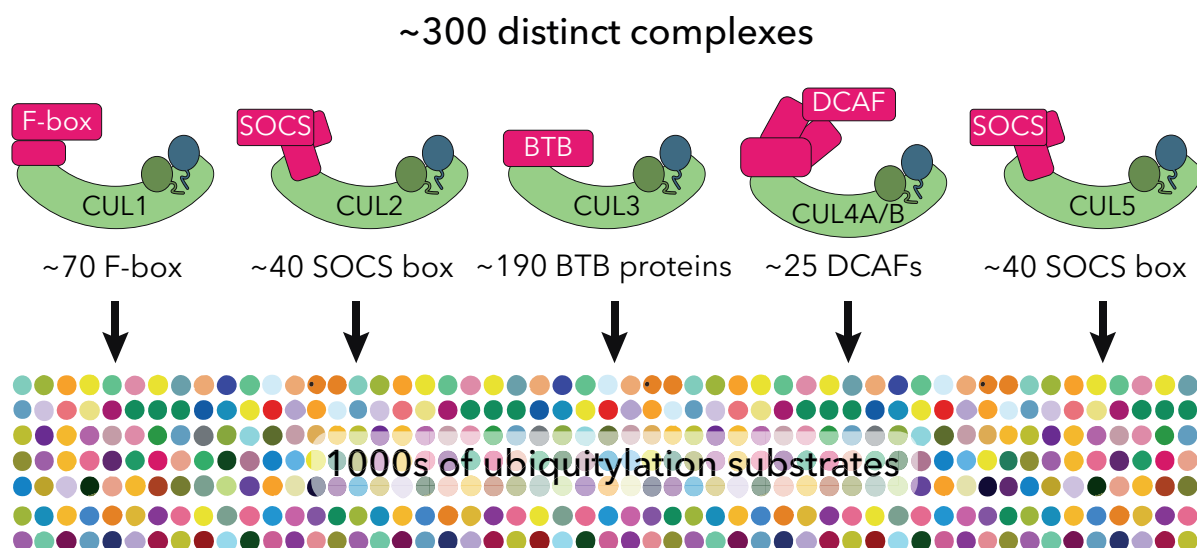 ~300 distinct complexes
F-box
SOCS
BTB
DCAF
SOCS
CUL1
CUL2
CUL3
CUL4A/B
CUL5
~70 F-box
~40 SOCS box
~190 BTB proteins
~25 DCAFs
~40 SOCS box
1000s of ubiquitylation substrates